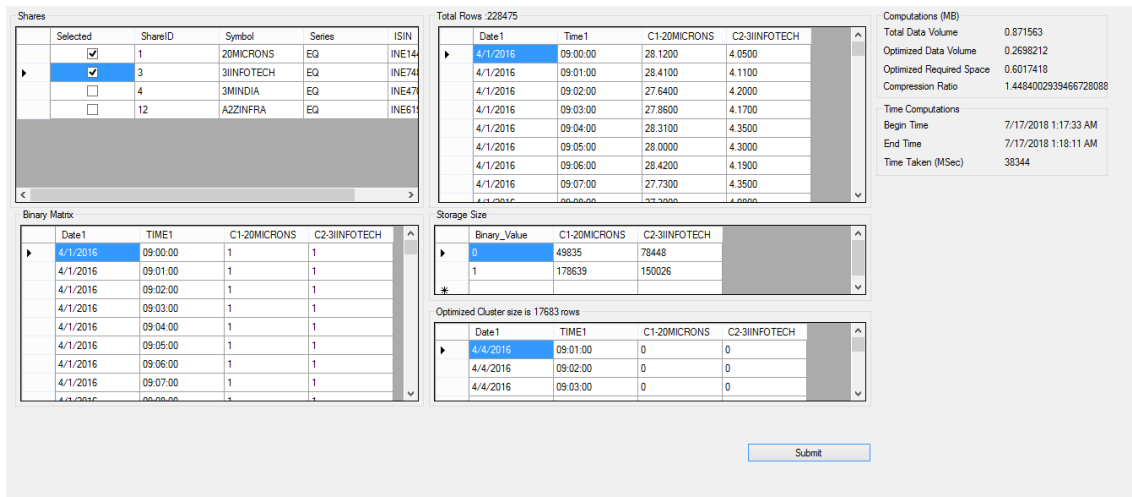 Shares
Selected ShareID Symbol Series ISIN
1 20MICRONS EQ INE144
3 3IINFOTECH EQ INE748
4 3MINDIA EQ INE470
12 A2ZINFRA EQ INE619
Total Rows :228475
Date1 Time1 C1-20MICRONS C2-3IINFOTECH
4/1/2016 09:00:00 28.1200 4.0500
4/1/2016 09:01:00 28.4100 4.1100
4/1/2016 09:02:00 27.6400 4.2000
4/1/2016 09:03:00 27.8600 4.1700
4/1/2016 09:04:00 28.3100 4.3500
4/1/2016 09:05:00 28.0000 4.3000
4/1/2016 09:06:00 28.4200 4.1900
4/1/2016 09:07:00 27.7300 4.3500
Computations (MB)
Total Data Volume 0.871563
Optimized Data Volume 0.2698212
Optimized Required Space 0.6017418
Compression Ratio 1.4484002939466728088
Time Computations
Begin Time 7/17/2018 1:17:33 AM
End Time 7/17/2018 1:18:11 AM
Time Taken (MSec) 38344
Binary Matrix
Date1 TIME1 C1-20MICRONS C2-3IINFOTECH
4/1/2016 09:00:00 1 1
4/1/2016 09:01:00 1 1
4/1/2016 09:02:00 1 1
4/1/2016 09:03:00 1 1
4/1/2016 09:04:00 1 1
4/1/2016 09:05:00 1 1
4/1/2016 09:06:00 1 1
4/1/2016 09:07:00 1 1
Storage Size
Binary_Value C1-20MICRONS C2-3IINFOTECH
0 49835 78448
1 178639 150026
Optimized Cluster size is 17683 rows
Date1 TIME1 C1-20MICRONS C2-3IINFOTECH
4/4/2016 09:01:00 0 0
4/4/2016 09:02:00 0 0
4/4/2016 09:03:00 0 0
Submit